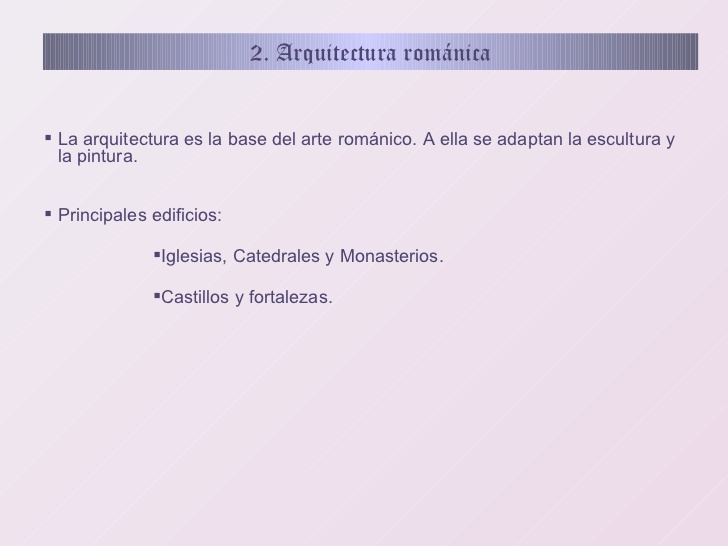 2. Arquitectura románica
▪ La arquitectura es la base del arte románico. A ella se adaptan la escultura y
la pintura.
▪ Principales edificios:
▪Iglesias, Catedrales y Monasterios.
▪Castillos y fortalezas.